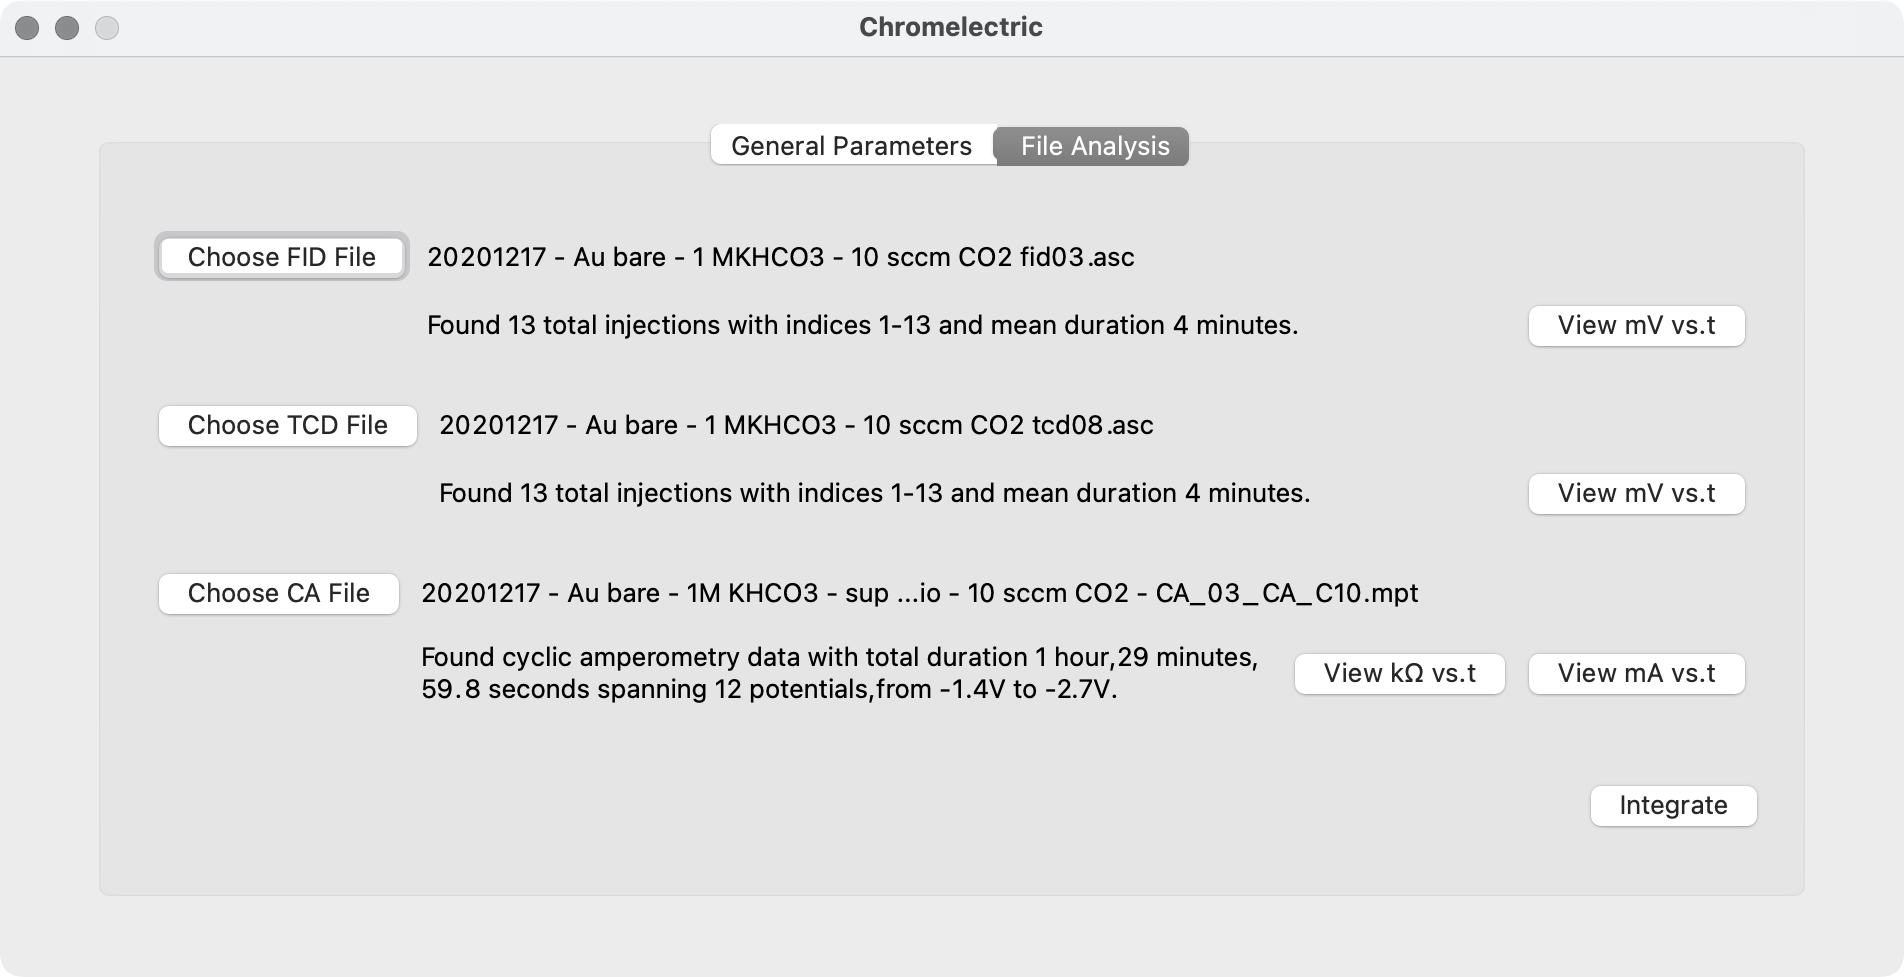 Chromelectric
General Parameters File Analysis
Choose FID File 20201217 - Au bare - 1 MKHCO3 - 10 sccm CO2 fid03.asc
Found 13 total injections with indices 1-13 and mean duration 4 minutes. View mV vs.t
Choose TCD File 20201217 - Au bare - 1 MKHCO3 - 10 sccm CO2 tcd08.asc
Found 13 total injections with indices 1-13 and mean duration 4 minutes. View mV vs.t
Choose CA File 20201217 - Au bare - 1M KHCO3 - sup ...io - 10 sccm CO2 - CA_03_CA_C10.mpt
Found cyclic amperometry data with total duration 1 hour,29 minutes,
59.8 seconds spanning 12 potentials,from -1.4V to -2.7V.
View kΩ vs.t View mA vs.t
Integrate